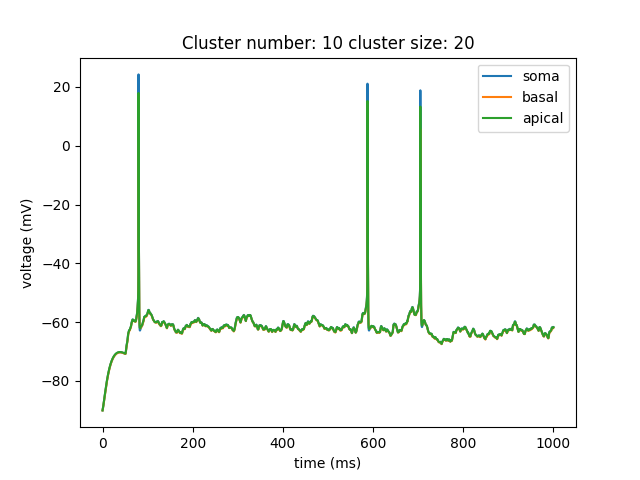 Cluster number: 10 cluster size: 20
voltage (mV)
20
0
−20
−40
−60
−80
soma
basal
apical
0
200
400
600
800
1000
time (ms)